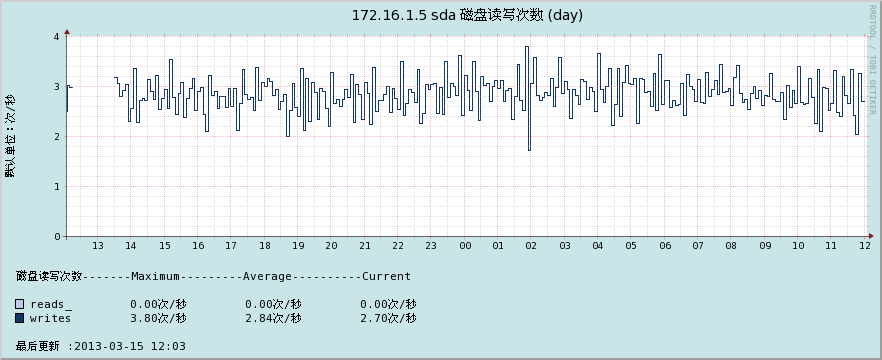 172.16.1.5 sda 磁盘读写次数 (day)
RRDTOOL / TOBI OETIKER
默认单位：次/秒
4
3
2
1
0
13 14 15 16 17 18 19 20 21 22 23 00 01 02 03 04 05 06 07 08 09 10 11 12
磁盘读写次数-------Maximum---------Average----------Current
reads_ 0.00次/秒 0.00次/秒 0.00次/秒
writes 3.80次/秒 2.84次/秒 2.70次/秒
最后更新 :2013-03-15 12:03